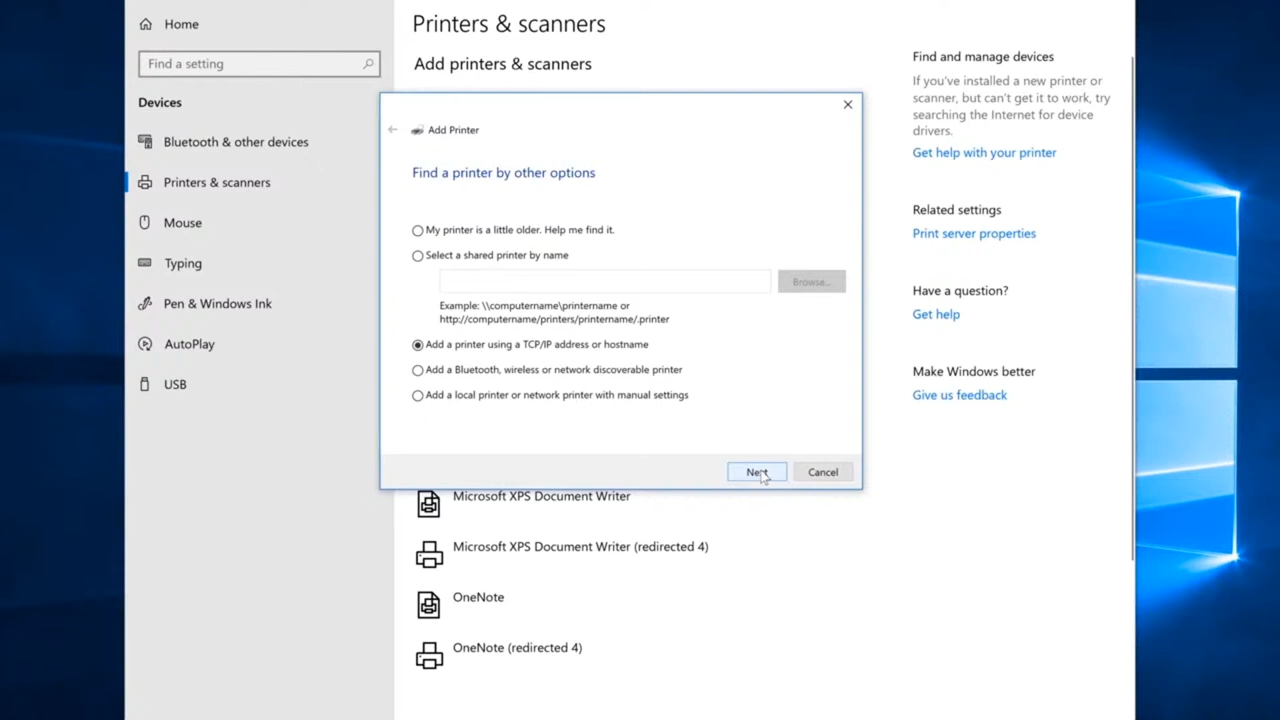 Home
Find a setting
Devices
Bluetooth & other devices
Printers & scanners
Mouse
Typing
Pen & Windows Ink
AutoPlay
USB
Printers & scanners
Add printers & scanners
Add Printer
Find a printer by other options
My printer is a little older. Help me find it.
Select a shared printer by name
Browse...
Example: \\computername\printername or
http://computername/printers/printername/.printer
Add a printer using a TCP/IP address or hostname
Add a Bluetooth, wireless or network discoverable printer
Add a local printer or network printer with manual settings
Next
Cancel
Microsoft XPS Document Writer
Microsoft XPS Document Writer (redirected 4)
OneNote
OneNote (redirected 4)
Find and manage devices
If you've installed a new printer or
scanner, but can't get it to work, try
searching the Internet for device
drivers.
Get help with your printer
Related settings
Print server properties
Have a question?
Get help
Make Windows better
Give us feedback